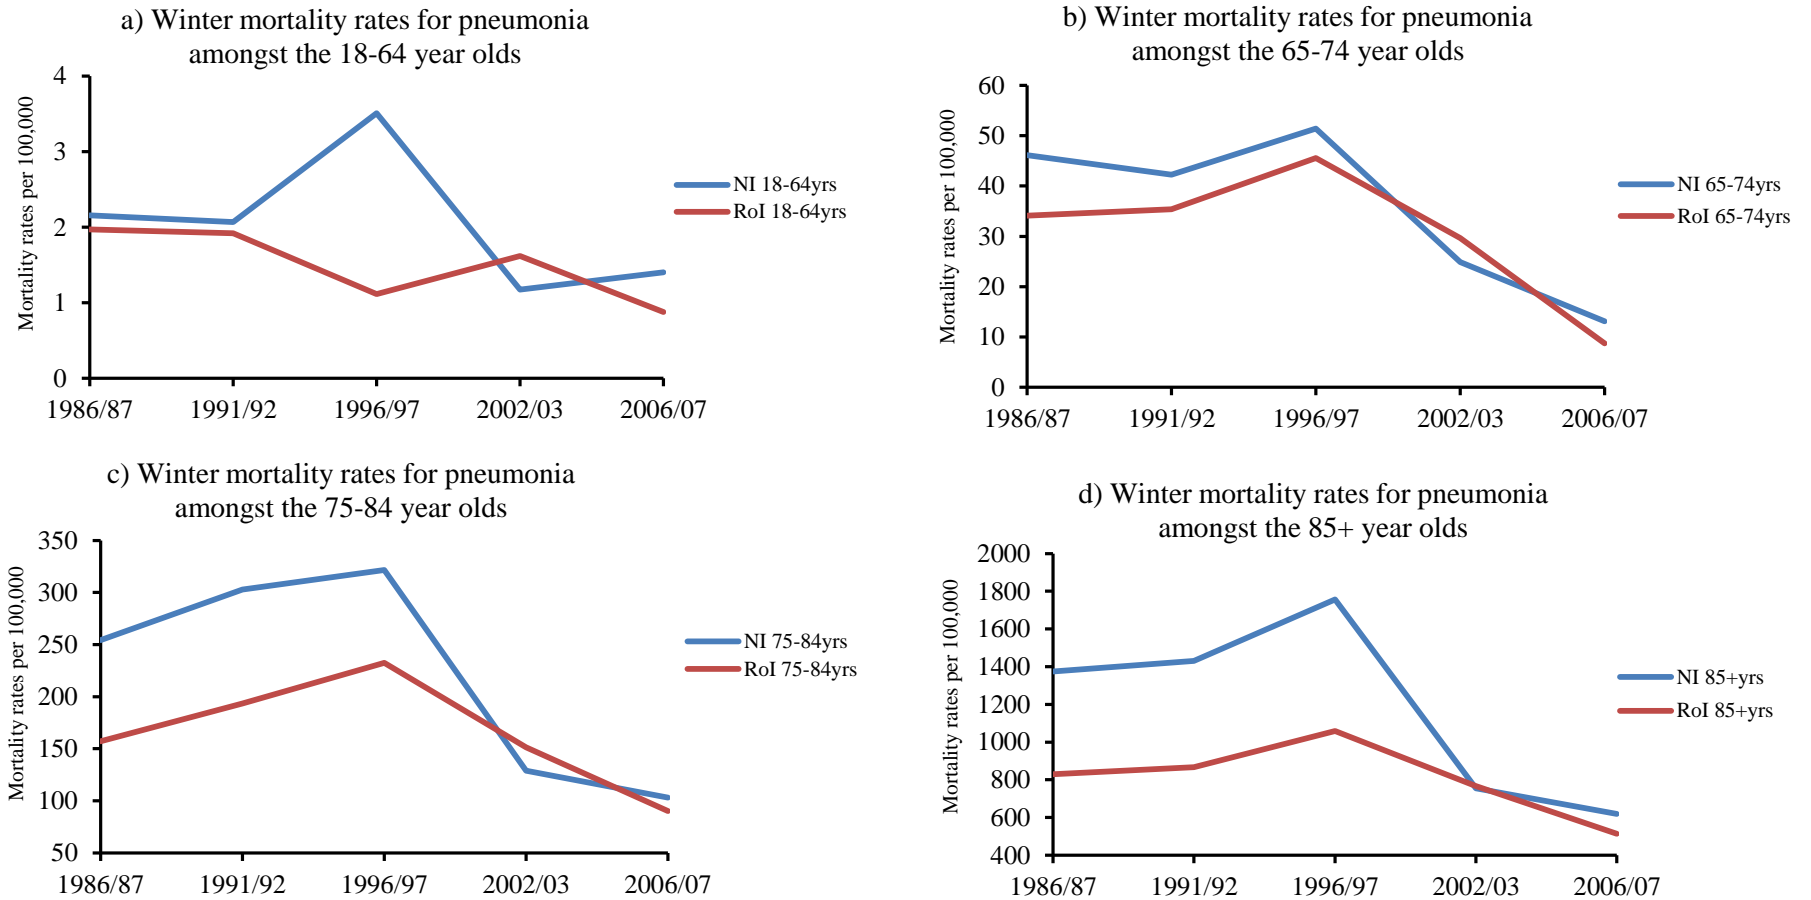 a) Winter mortality rates for pneumonia
amongst the 18-64 year olds
Mortality rates per 100,000
4
3
2
1
0
1986/87 1991/92 1996/97 2002/03 2006/07
NI 18-64yrs
RoI 18-64yrs
b) Winter mortality rates for pneumonia
amongst the 65-74 year olds
Mortality rates per 100,000
60
50
40
30
20
10
0
1986/87 1991/92 1996/97 2002/03 2006/07
NI 65-74yrs
RoI 65-74yrs
c) Winter mortality rates for pneumonia
amongst the 75-84 year olds
Mortality rates per 100,000
350
300
250
200
150
100
50
1986/87 1991/92 1996/97 2002/03 2006/07
NI 75-84yrs
RoI 75-84yrs
d) Winter mortality rates for pneumonia
amongst the 85+ year olds
Mortality rates per 100,000
2000
1800
1600
1400
1200
1000
800
600
400
1986/87 1991/92 1996/97 2002/03 2006/07
NI 85+yrs
RoI 85+yrs